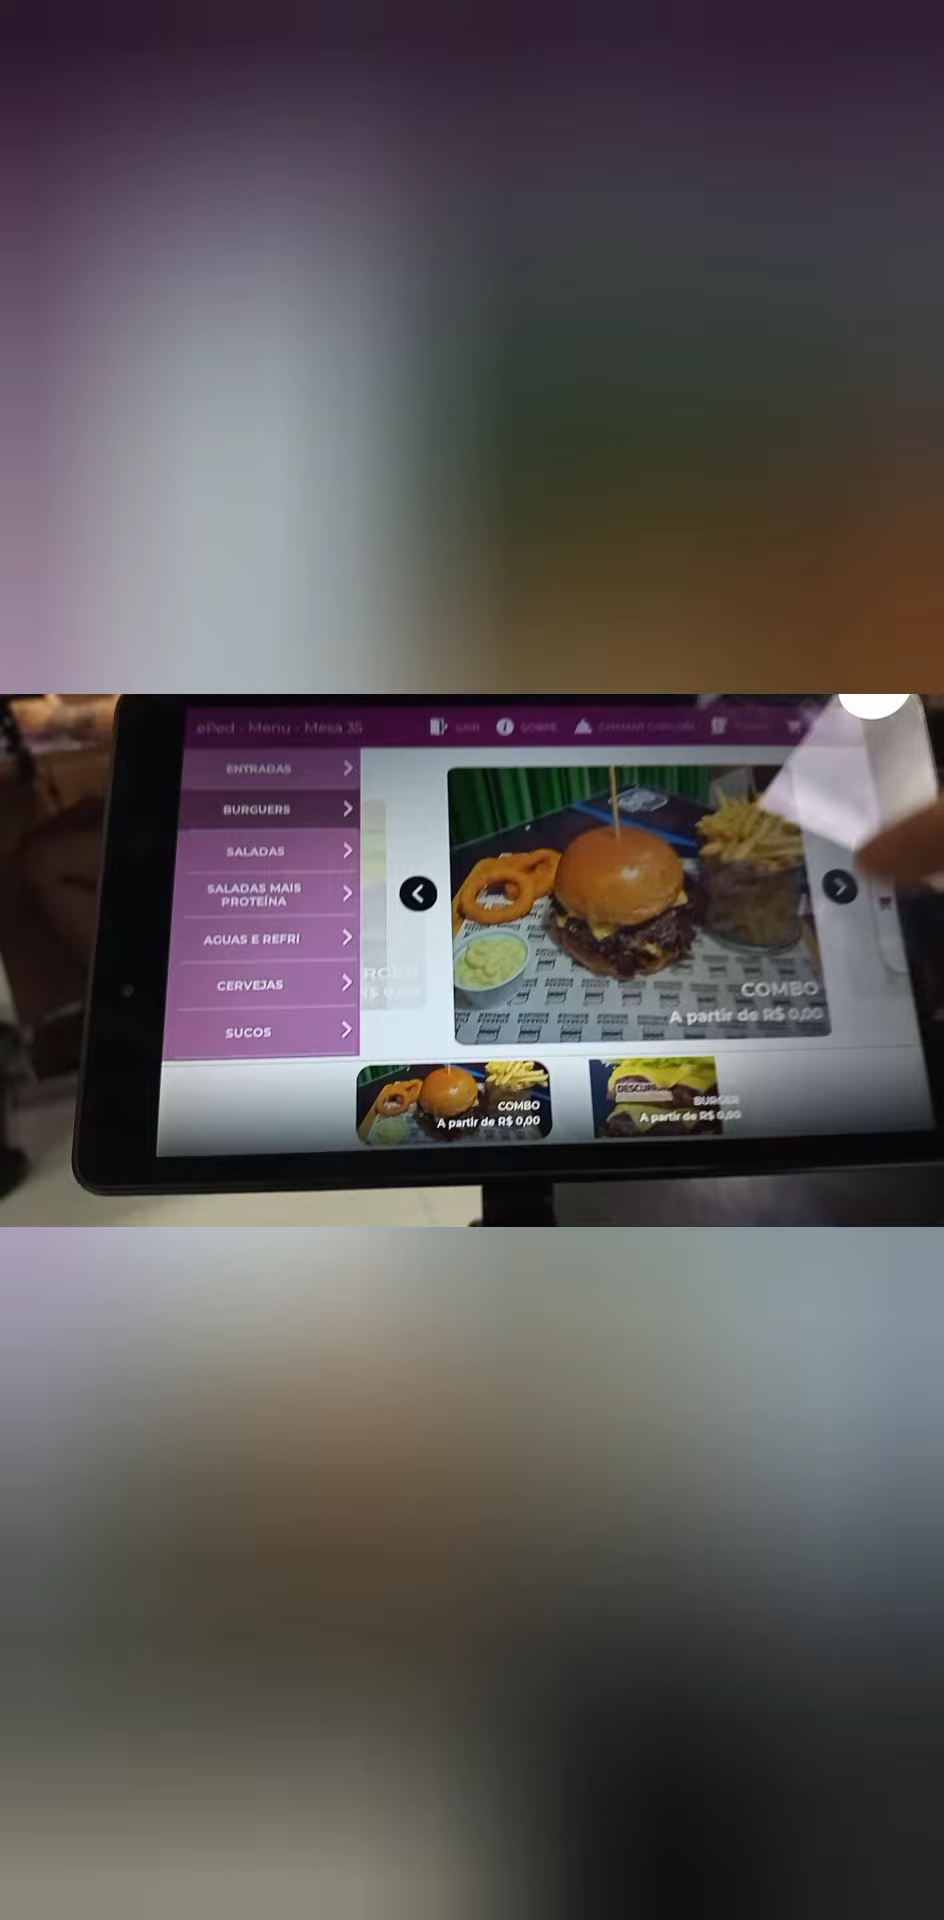 ePed - Menu - Mesa 35
SAIR
SOBRE
CHAMAR GARÇOM
ENTRADAS
BURGUERS
SALADAS
SALADAS MAIS
PROTEÍNA
AGUAS E REFRI
CERVEJAS
SUCOS
COMBO
A partir de R$ 0,00
COMBO
A partir de R$ 0,00
BURGER
A partir de R$ 0,00